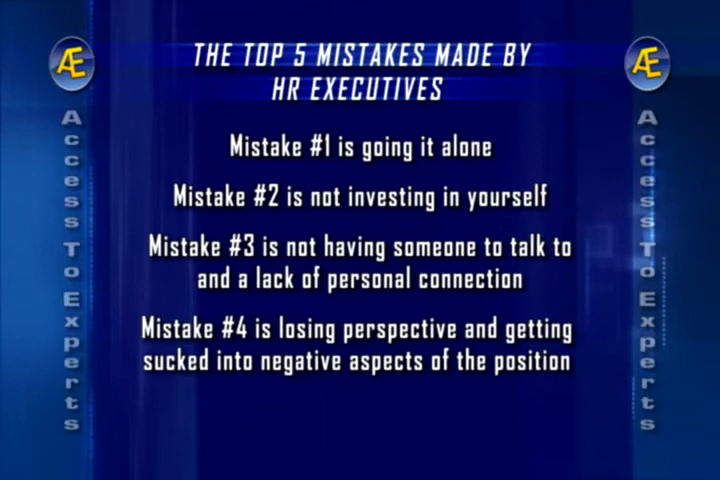 THE TOP 5 MISTAKES MADE BY
HR EXECUTIVES
Mistake #1 is going it alone
Mistake #2 is not investing in yourself
Mistake #3 is not having someone to talk to
and a lack of personal connection
Mistake #4 is losing perspective and getting
sucked into negative aspects of the position
Æ
Access To Experts
Æ
Access To Experts